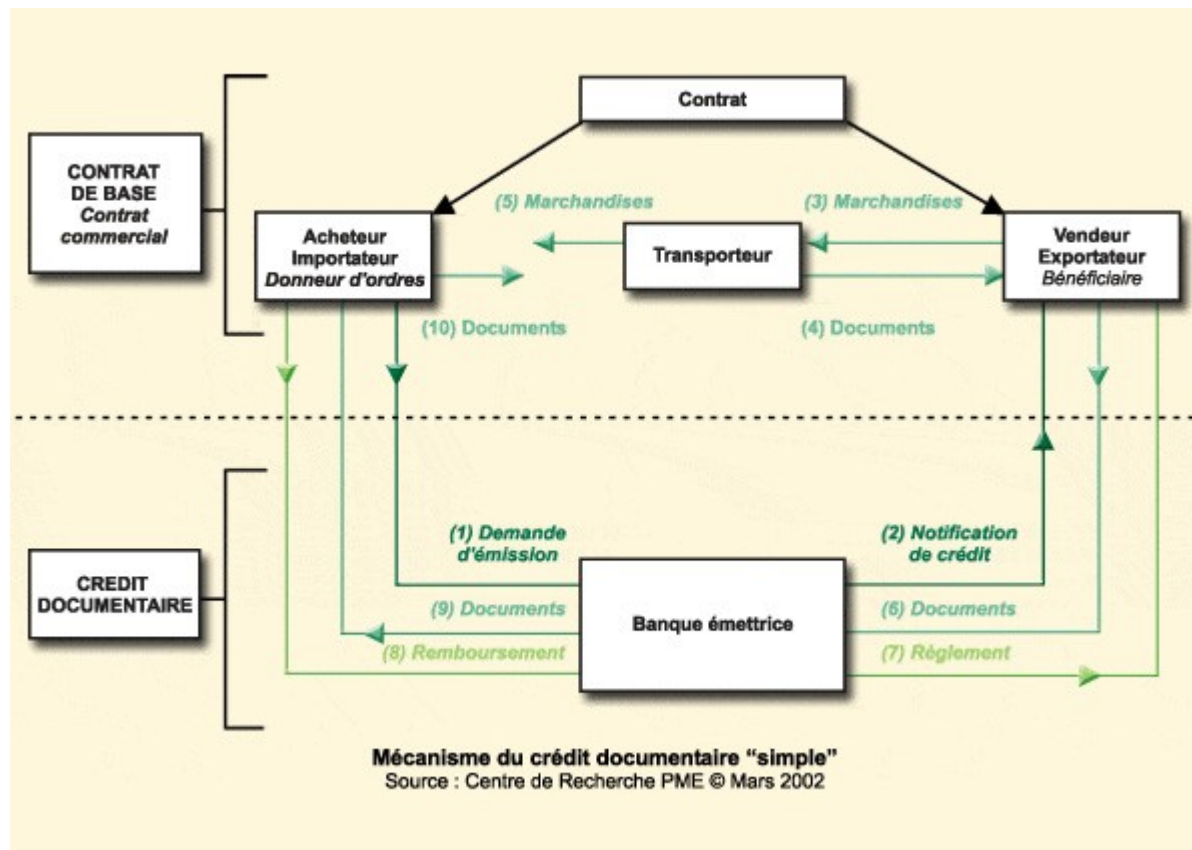 Contrat
CONTRAT
DE BASE
Contrat
commercial
(5) Marchandises
(3) Marchandises
Acheteur
Importateur
Donneur d'ordres
Transporteur
Vendeur
Exportateur
Bénéficiaire
(10) Documents
(4) Documents
(1) Demande
d'émission
(2) Notification
de crédit
CREDIT
DOCUMENTAIRE
(9) Documents
Banque émettrice
(6) Documents
(8) Remboursement
(7) Règlement
Mécanisme du crédit documentaire “simple”
Source : Centre de Recherche PME © Mars 2002